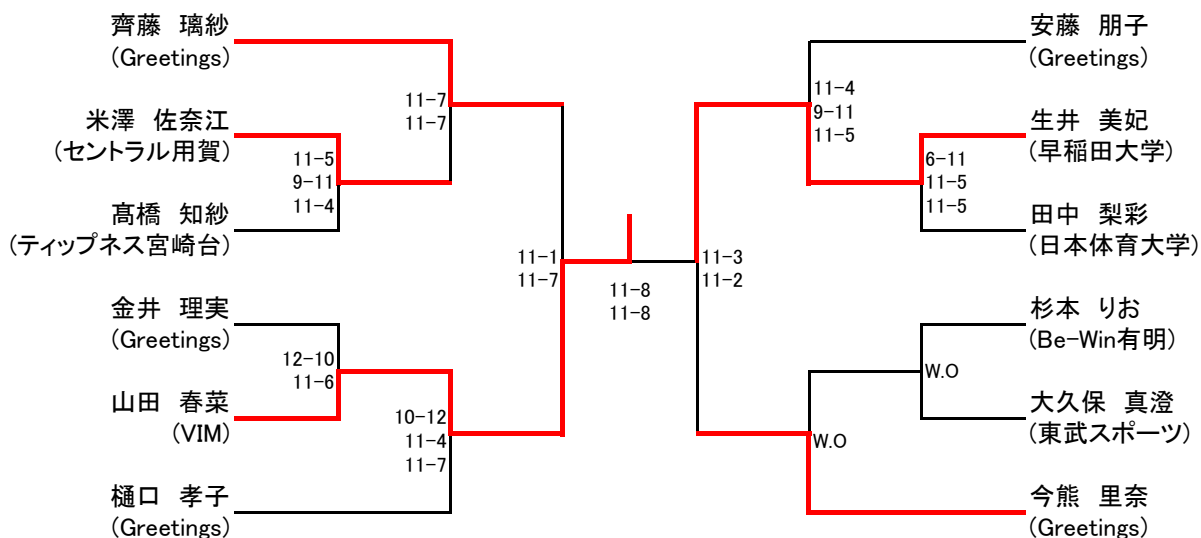 齊藤 璃紗
(Greetings)
米澤 佐奈江
(セントラル用賀)
髙橋 知紗
(ティップネス宮崎台)
金井 理実
(Greetings)
山田 春菜
(VIM)
樋口 孝子
(Greetings)
11-7
11-7
11-5
9-11
11-4
12-10
11-6
10-12
11-4
11-7
11-1
11-7
11-8
11-8
11-3
11-2
11-4
9-11
11-5
6-11
11-5
11-5
W.O
W.O
安藤 朋子
(Greetings)
生井 美妃
(早稲田大学)
田中 梨彩
(日本体育大学)
杉本 りお
(Be-Win有明)
大久保 真澄
(東武スポーツ)
今熊 里奈
(Greetings)